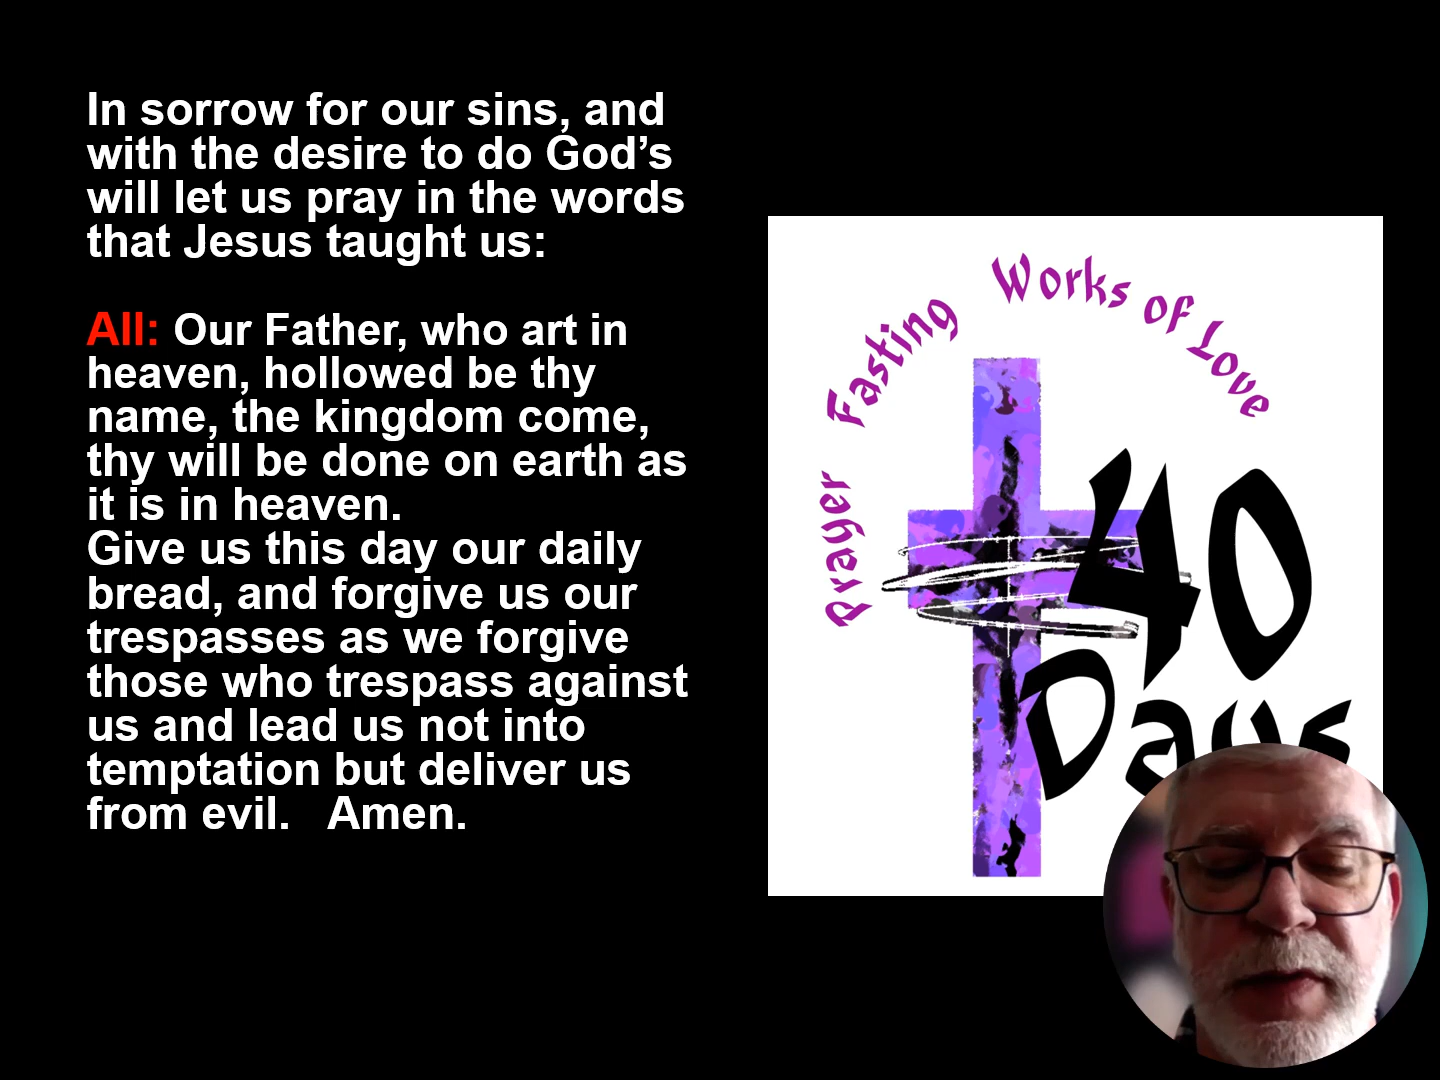 In sorrow for our sins, and
with the desire to do God’s
will let us pray in the words
that Jesus taught us:
All: Our Father, who art in
heaven, hollowed be thy
name, the kingdom come,
thy will be done on earth as
it is in heaven.
Give us this day our daily
bread, and forgive us our
trespasses as we forgive
those who trespass against
us and lead us not into
temptation but deliver us
from evil.   Amen.
Prayer Fasting Works of Love
40
Days